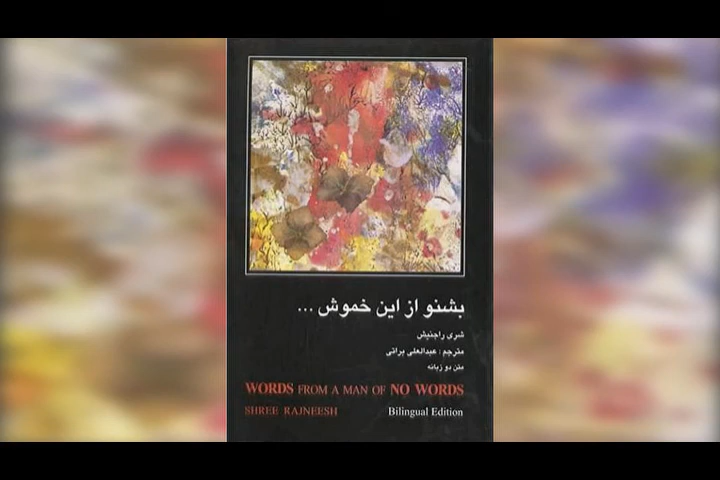 بشنو از این خموش ...
شری راجنیش
مترجم : عبدالعلی براتی
متن دو زبانه
WORDS FROM A MAN OF NO WORDS
SHREE RAJNEESH Bilingual Edition